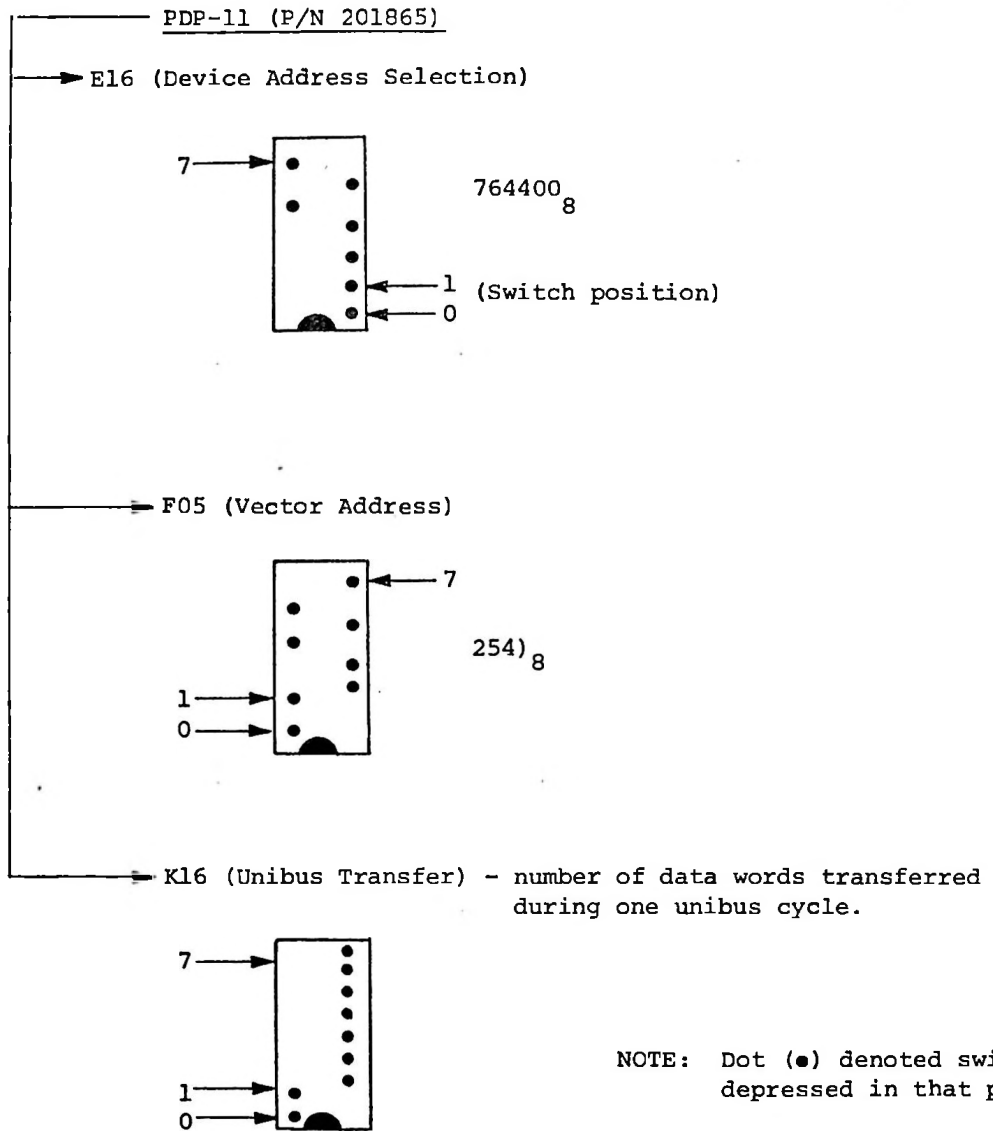 PDP-11 (P/N 201865)
E16 (Device Address Selection)
7
764400
8
1
(Switch position)
0
F05 (Vector Address)
7
254)
8
1
0
K16 (Unibus Transfer) - number of data words transferred
during one unibus cycle.
7
NOTE: Dot (●) denoted swi
depressed in that p
1
0